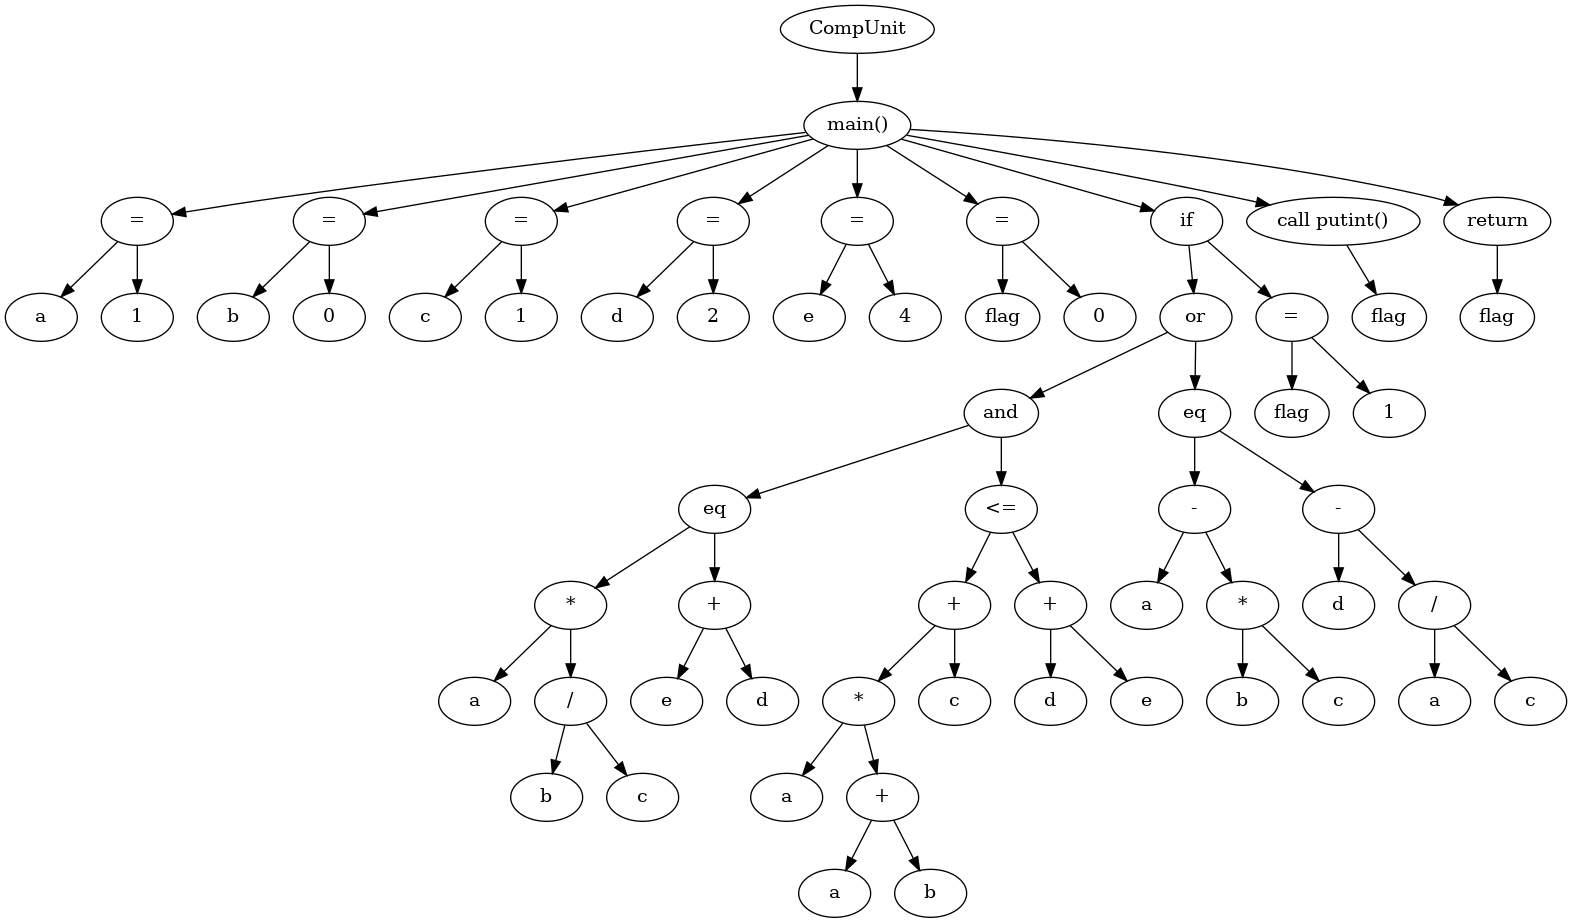 CompUnit
main()
= = = = = = if call putint() return
a 1 b 0 c 1 d 2 e 4 flag 0 or = flag flag
and eq flag 1
eq <= - -
* + + + a * d /
a / e d * c d e b c a c
b c a +
a b